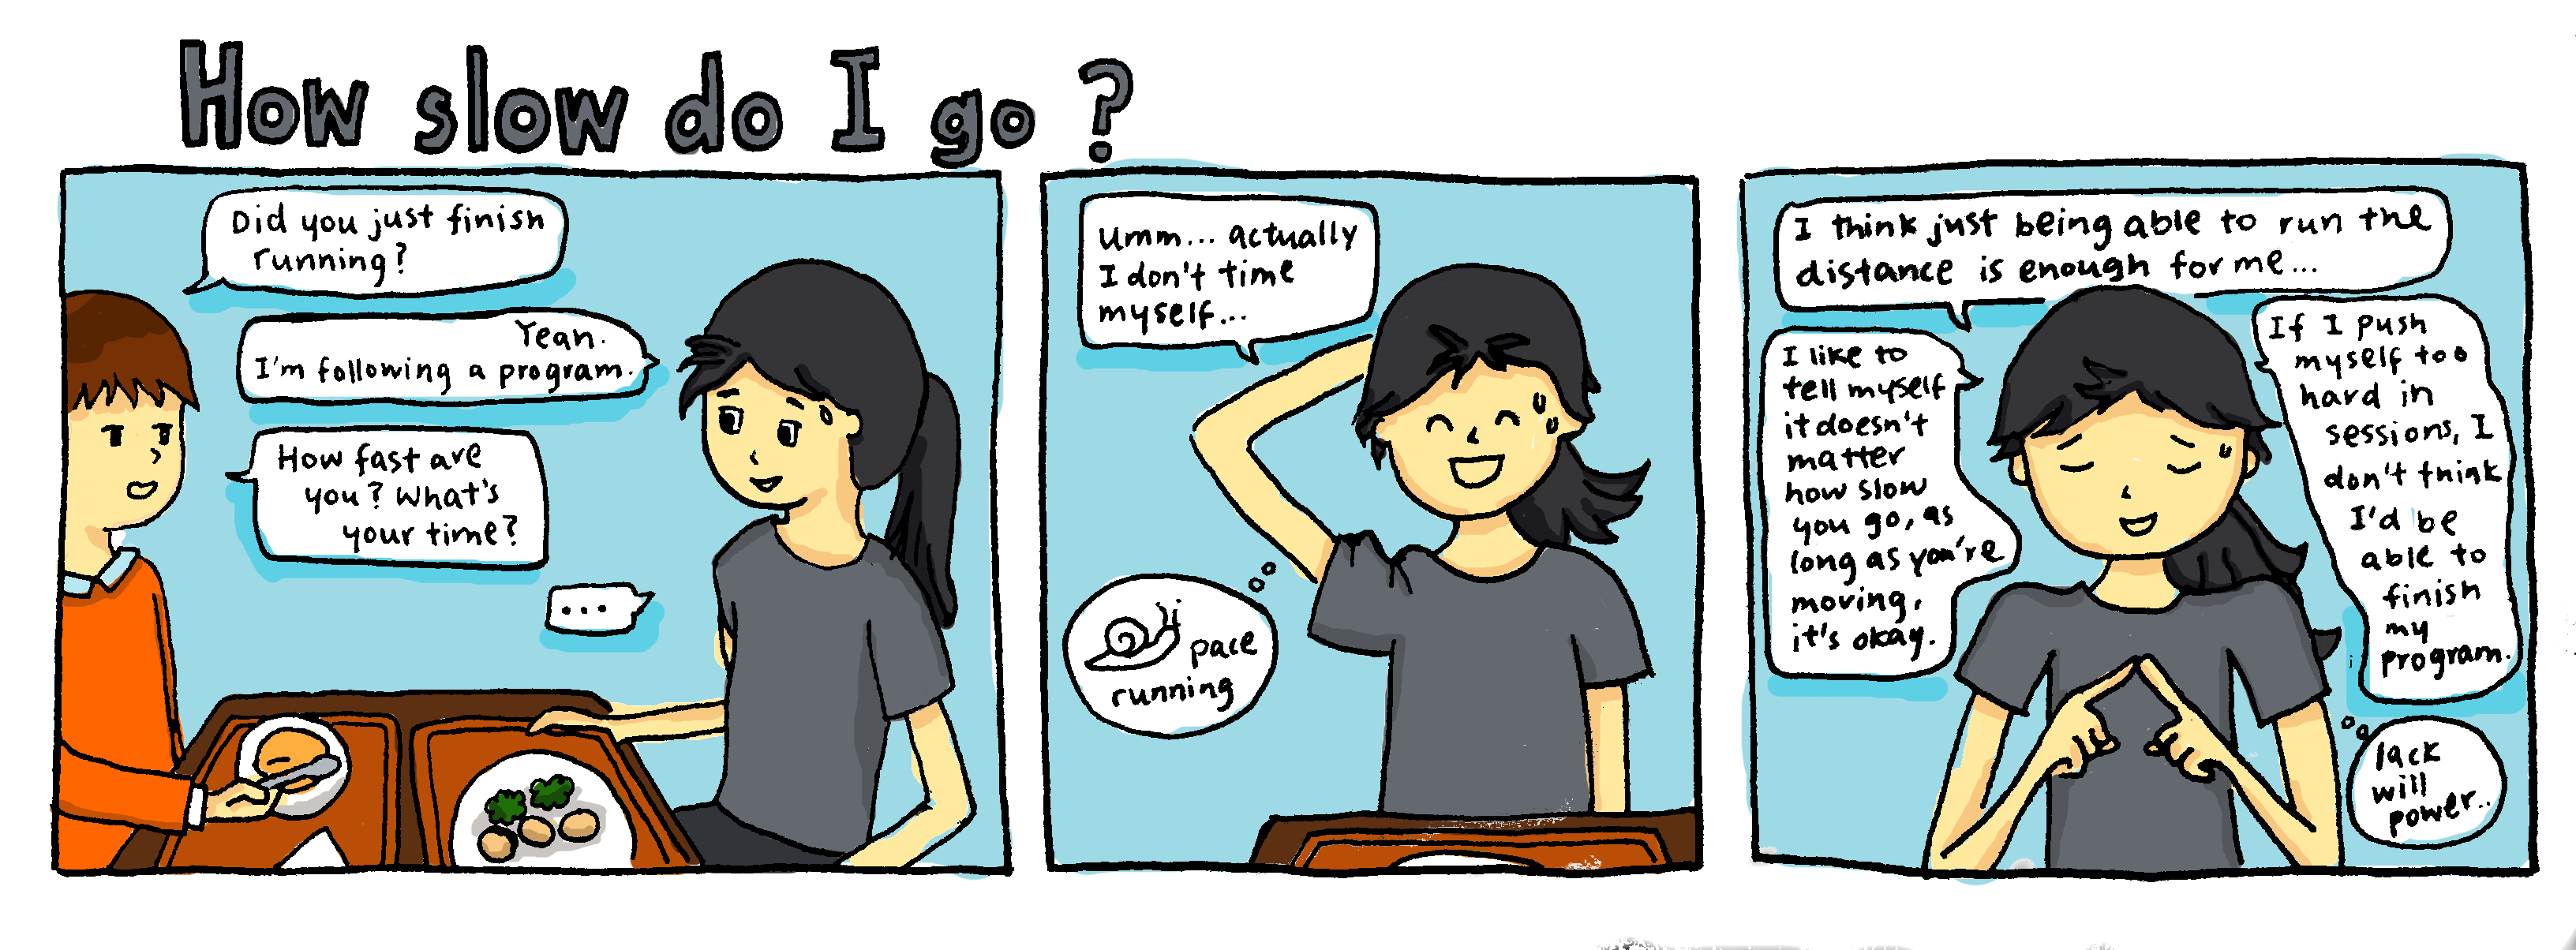 How slow do I go ?
Did you just finish
running?
Yeah.
I'm following a program.
How fast are
you? What's
your time?
...
Umm... actually
I don't time
myself...
pace
running
I think just being able to run the
distance is enough for me...
I like to
tell myself
it doesn't
matter
how slow
you go, as
long as you're
moving,
it's okay.
If I push
myself too
hard in
sessions, I
don't think
I'd be
able to
finish
my
program.
lack
will
power..